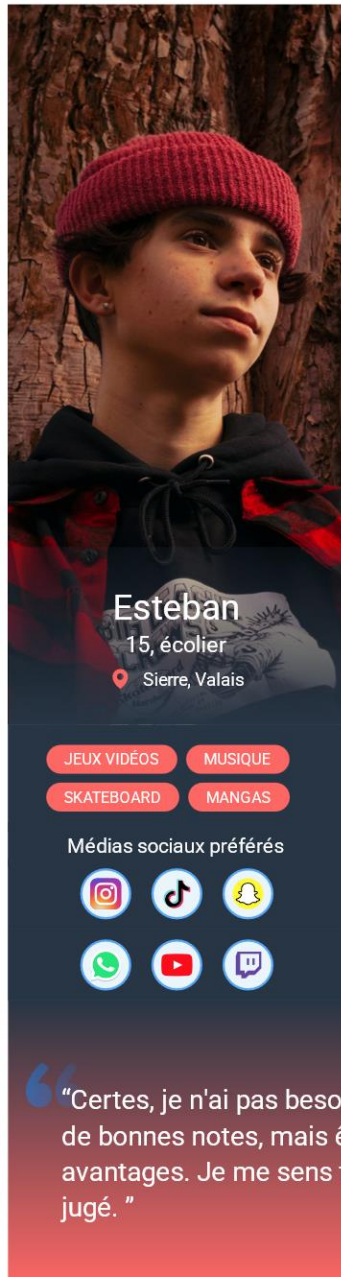 Esteban
15, écolier
Sierre, Valais
JEUX VIDÉOS MUSIQUE
SKATEBOARD MANGAS
Médias sociaux préférés
“Certes, je n'ai pas beso
de bonnes notes, mais ê
avantages. Je me sens
jugé. ”